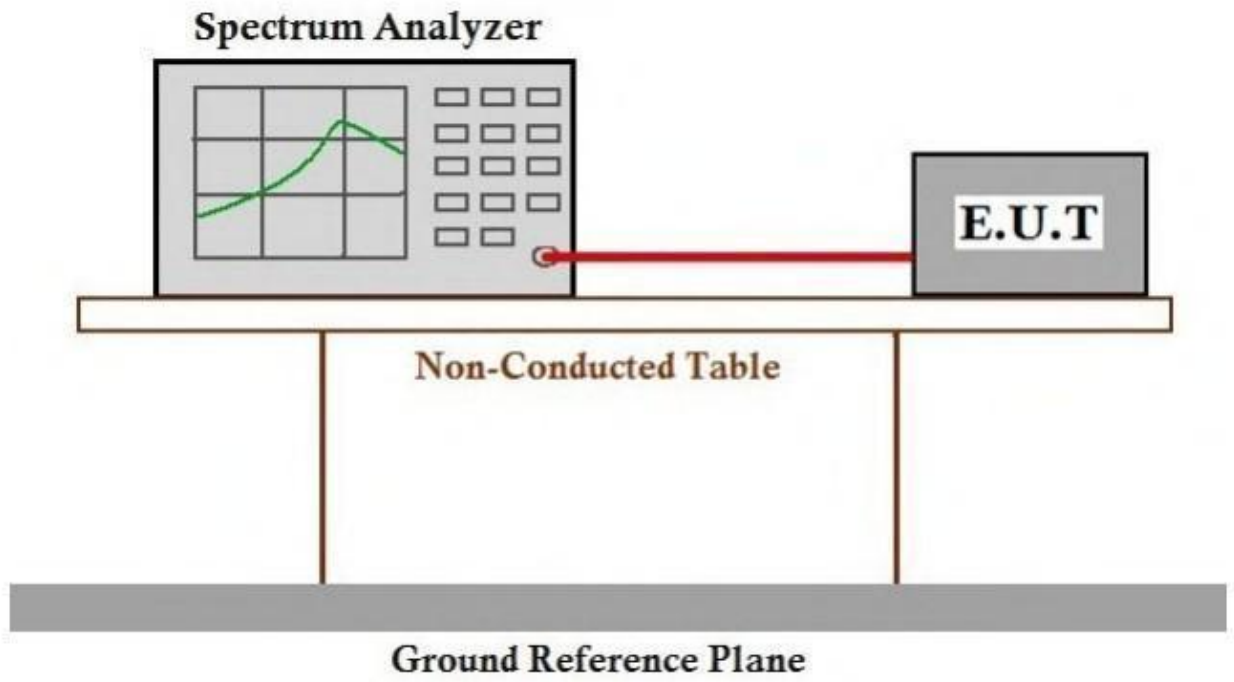 Spectrum Analyzer
E.U.T
Non-Conducted Table
Ground Reference Plane